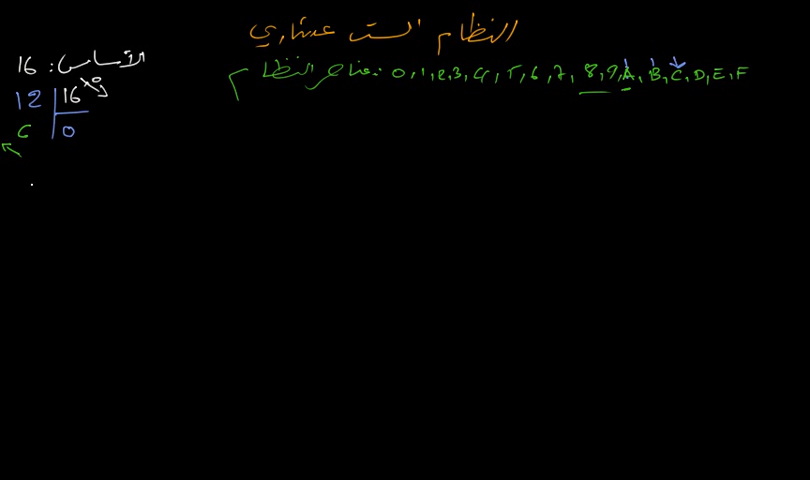 النظام الست عشاري
الأساس: 16
عناصر النظام: 0, 1, 2, 3, 4, 5, 6, 7, 8, 9, A, B, C, D, E, F
12 16
C 0